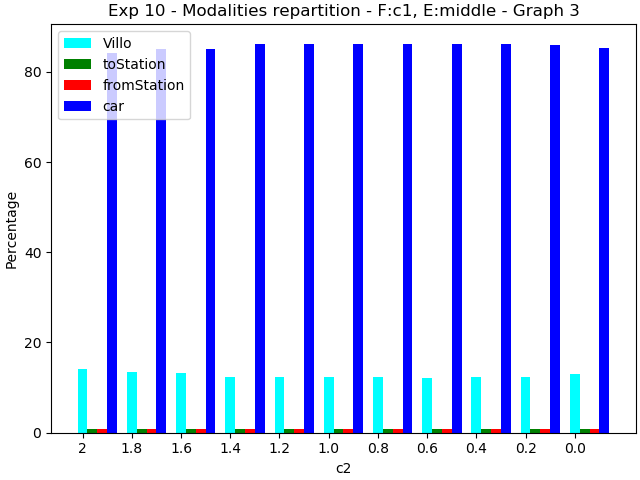 Exp 10 - Modalities repartition - F:c1, E:middle - Graph 3
Villo
toStation
fromStation
car
80
60
40
20
0
Percentage
2 1.8 1.6 1.4 1.2 1.0 0.8 0.6 0.4 0.2 0.0
c2